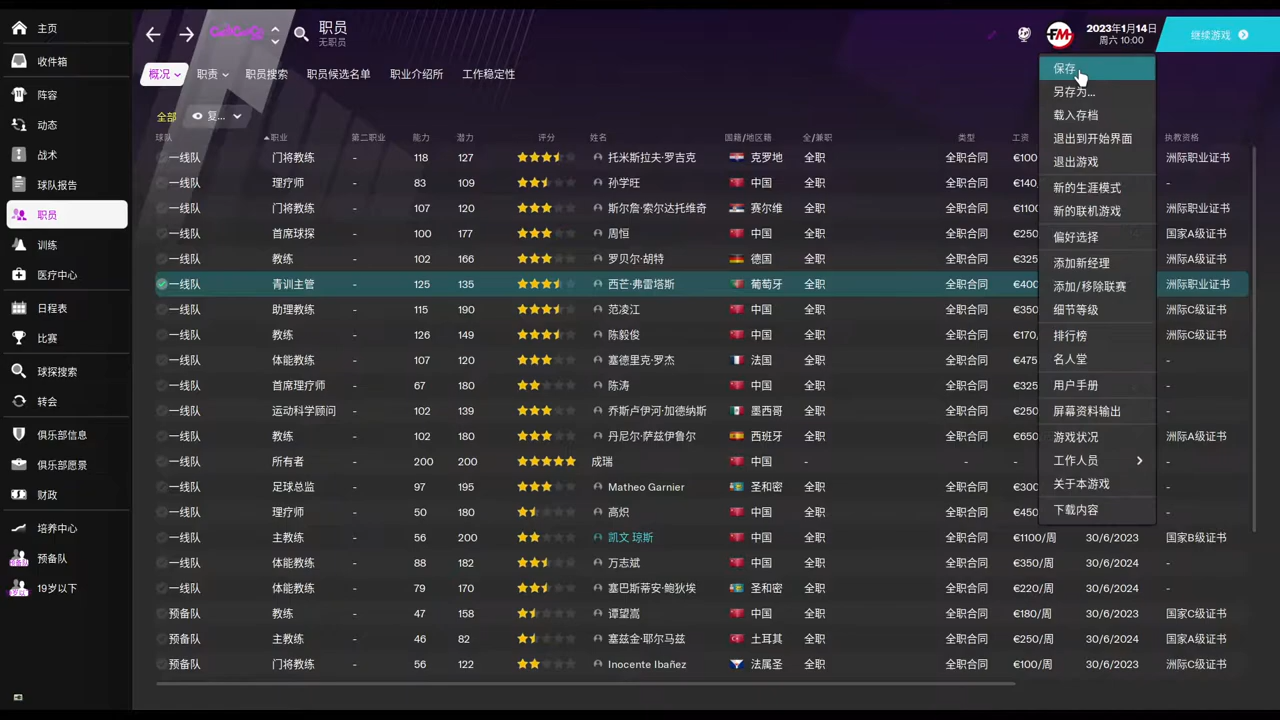 主页
收件箱
阵容
动态
战术
球队报告
职员
训练
医疗中心
日程表
比赛
球探搜索
转会
俱乐部信息
俱乐部愿景
财政
培养中心
预备队
19岁以下
职员
无职员
FM
2023年1月14日
周六 10:00
继续游戏
概况 职责 职员搜索 职员候选名单 职业介绍所 工作稳定性
全部 复...
球队 职业 第二职业 能力 潜力 评分 姓名 国籍/地区籍 全/兼职 类型 工资 执教资格
一线队 门将教练 - 118 127 托米斯拉夫·罗吉克 克罗地 全职 全职合同 €100 洲际职业证书
一线队 理疗师 - 83 109 孙学旺 中国 全职 全职合同 €140 -
一线队 门将教练 - 107 120 斯尔詹·索尔达托维奇 赛尔维 全职 全职合同 €1100 洲际职业证书
一线队 首席球探 - 100 177 周恒 中国 全职 全职合同 €325 国家A级证书
一线队 教练 - 102 166 罗贝尔·胡特 德国 全职 全职合同 €325 洲际A级证书
一线队 青训主管 - 125 135 西芒·弗雷塔斯 葡萄牙 全职 全职合同 €400 洲际职业证书
一线队 助理教练 - 115 190 范凌江 中国 全职 全职合同 €350 洲际C级证书
一线队 教练 - 126 149 陈毅俊 中国 全职 全职合同 €170 洲际C级证书
一线队 体能教练 - 107 120 塞德里克·罗杰 法国 全职 全职合同 €475 -
一线队 首席理疗师 - 67 180 陈涛 中国 全职 全职合同 €325 -
一线队 运动科学顾问 - 102 139 乔斯卢伊河·加德纳斯 墨西哥 全职 全职合同 €250 -
一线队 教练 - 102 180 丹尼尔·萨兹伊鲁尔 西班牙 全职 全职合同 €650 洲际A级证书
一线队 所有者 - 200 200 成瑞 中国 - - - -
一线队 足球总监 - 97 195 Matheo Garnier 圣和密 全职 全职合同 €300 -
一线队 理疗师 - 50 180 高炽 中国 全职 全职合同 €450 -
一线队 主教练 - 56 200 凯文 琼斯 中国 全职 全职合同 €1100/周 30/6/2023 国家B级证书
一线队 体能教练 - 88 182 万志斌 中国 全职 全职合同 €350/周 30/6/2024 -
一线队 体能教练 - 79 170 塞巴斯蒂安·鲍狄埃 圣和密 全职 全职合同 €220/周 30/6/2024 -
预备队 教练 - 47 158 谭望嵩 中国 全职 全职合同 €180/周 30/6/2023 国家C级证书
预备队 主教练 - 46 82 塞兹金·耶尔马兹 土耳其 全职 全职合同 €250/周 30/6/2024 国家A级证书
预备队 门将教练 - 56 122 Inocente Ibañez 法属圣 全职 全职合同 €100/周 30/6/2023 洲际C级证书
保存
另存为...
载入存档
退出到开始界面
退出游戏
新的生涯模式
新的联机游戏
偏好选择
添加新经理
添加/移除联赛
细节等级
排行榜
名人堂
用户手册
屏幕资料输出
游戏状况
工作人员
关于本游戏
下载内容